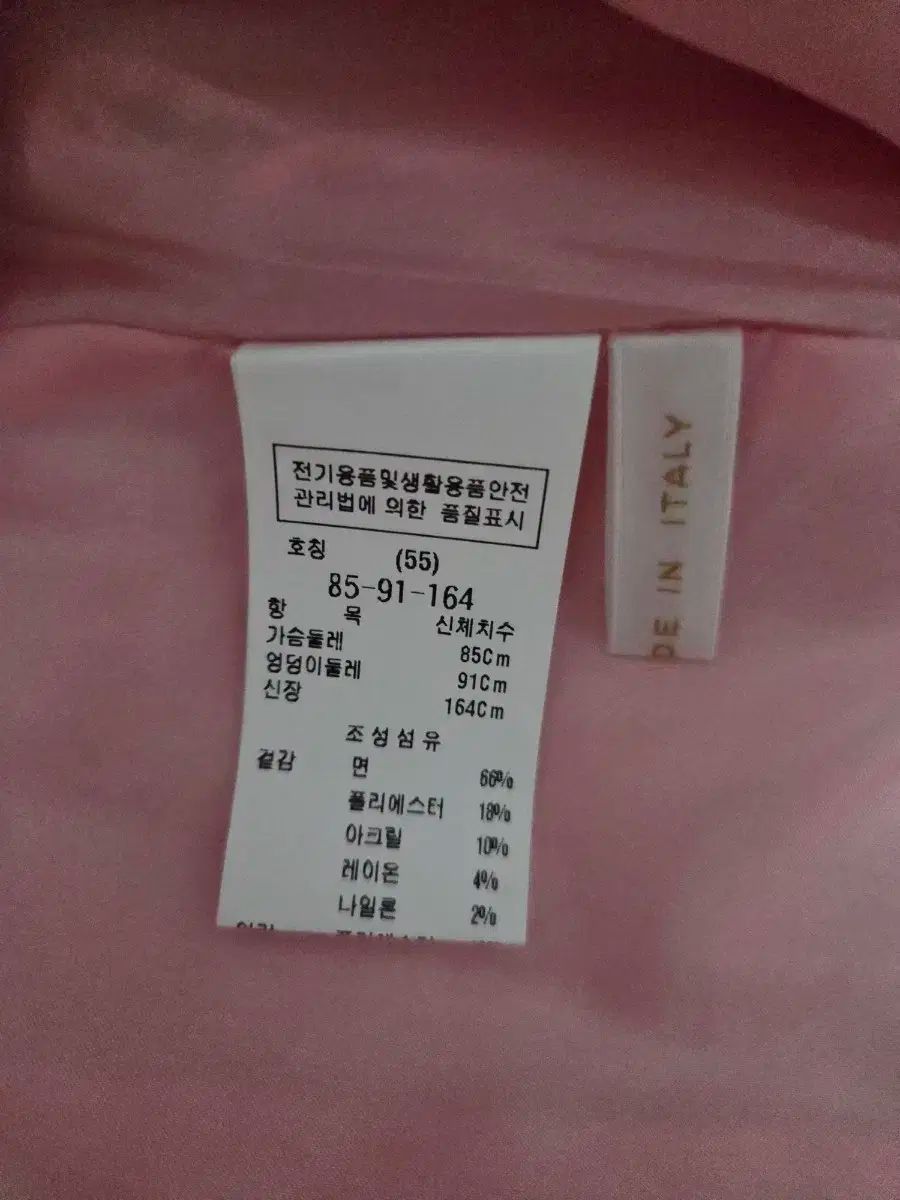 전기용품및생활용품안전
관리법에 의한 품질표시
호칭 (55)
85-91-164
항 목 신체치수
가슴둘레 85Cm
엉덩이둘레 91Cm
신장 164Cm
조성섬유
겉감 면 66%
폴리에스터 18%
아크릴 10%
레이온 4%
나일론 2%
DE IN ITALY